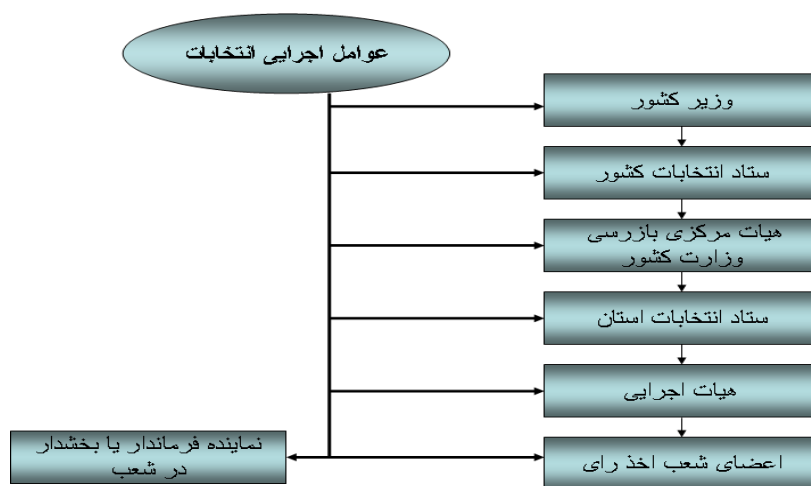 عوامل اجرایی انتخابات
وزیر کشور
ستاد انتخابات کشور
هیات مرکزی بازرسی
وزارت کشور
ستاد انتخابات استان
هیات اجرایی
اعضای شعب اخذ رای
نماینده فرماندار یا بخشدار
در شعب